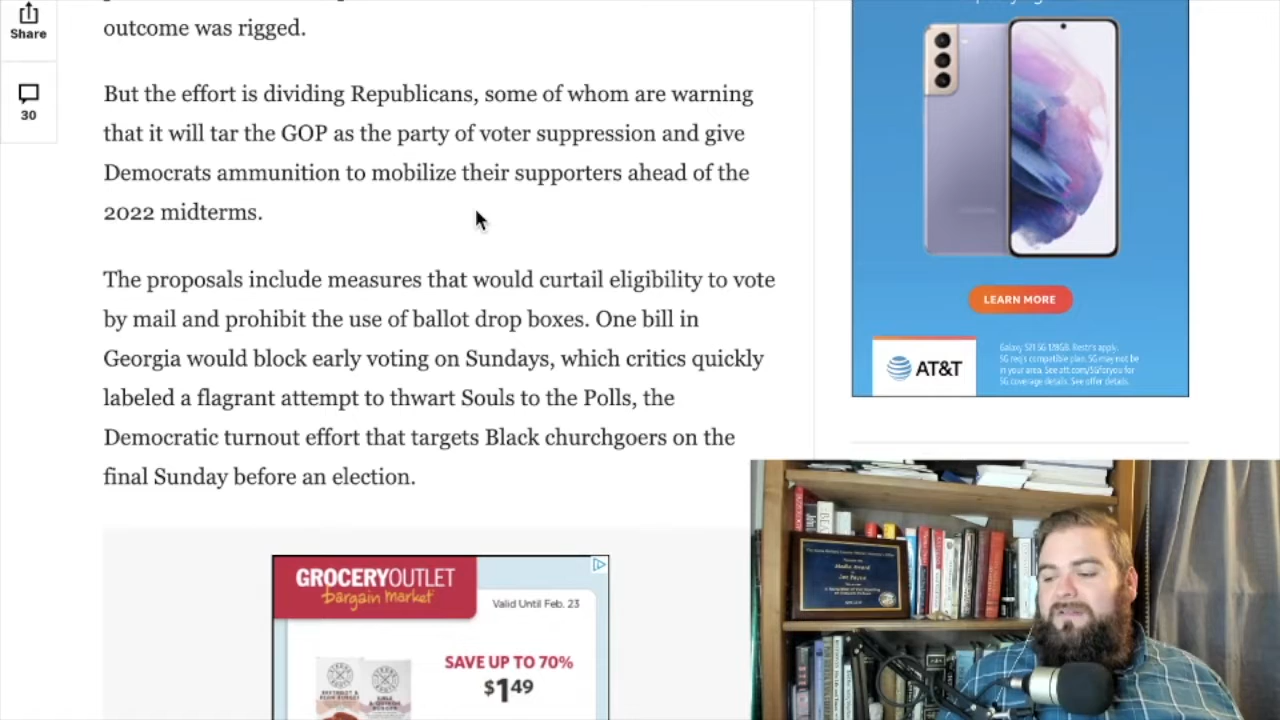 Share
30
outcome was rigged.
But the effort is dividing Republicans, some of whom are warning
that it will tar the GOP as the party of voter suppression and give
Democrats ammunition to mobilize their supporters ahead of the
2022 midterms.
The proposals include measures that would curtail eligibility to vote
by mail and prohibit the use of ballot drop boxes. One bill in
Georgia would block early voting on Sundays, which critics quickly
labeled a flagrant attempt to thwart Souls to the Polls, the
Democratic turnout effort that targets Black churchgoers on the
final Sunday before an election.
GROCERY OUTLET
bargain market
Valid Until Feb. 23
SAVE UP TO 70%
$149
LEARN MORE
AT&T
Galaxy S21 5G 128GB. Restr's apply.
5G req's compatible plan. 5G may not be
in your area. See att.com/5Gforyou for
5G coverage details. See offer details.
Media Award